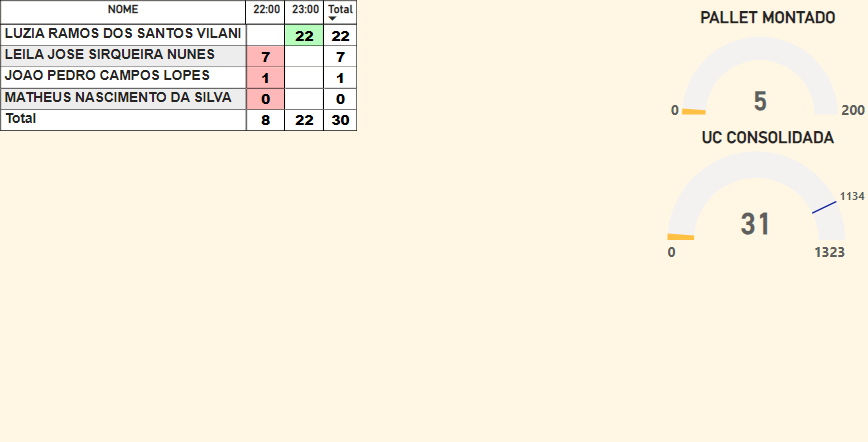 NOME 22:00 23:00 Total
LUZIA RAMOS DOS SANTOS VILANI 22 22
LEILA JOSE SIRQUEIRA NUNES 7 7
JOAO PEDRO CAMPOS LOPES 1 1
MATHEUS NASCIMENTO DA SILVA 0 0
Total 8 22 30
PALLET MONTADO
5
0 200
UC CONSOLIDADA
1134
31
0 1323